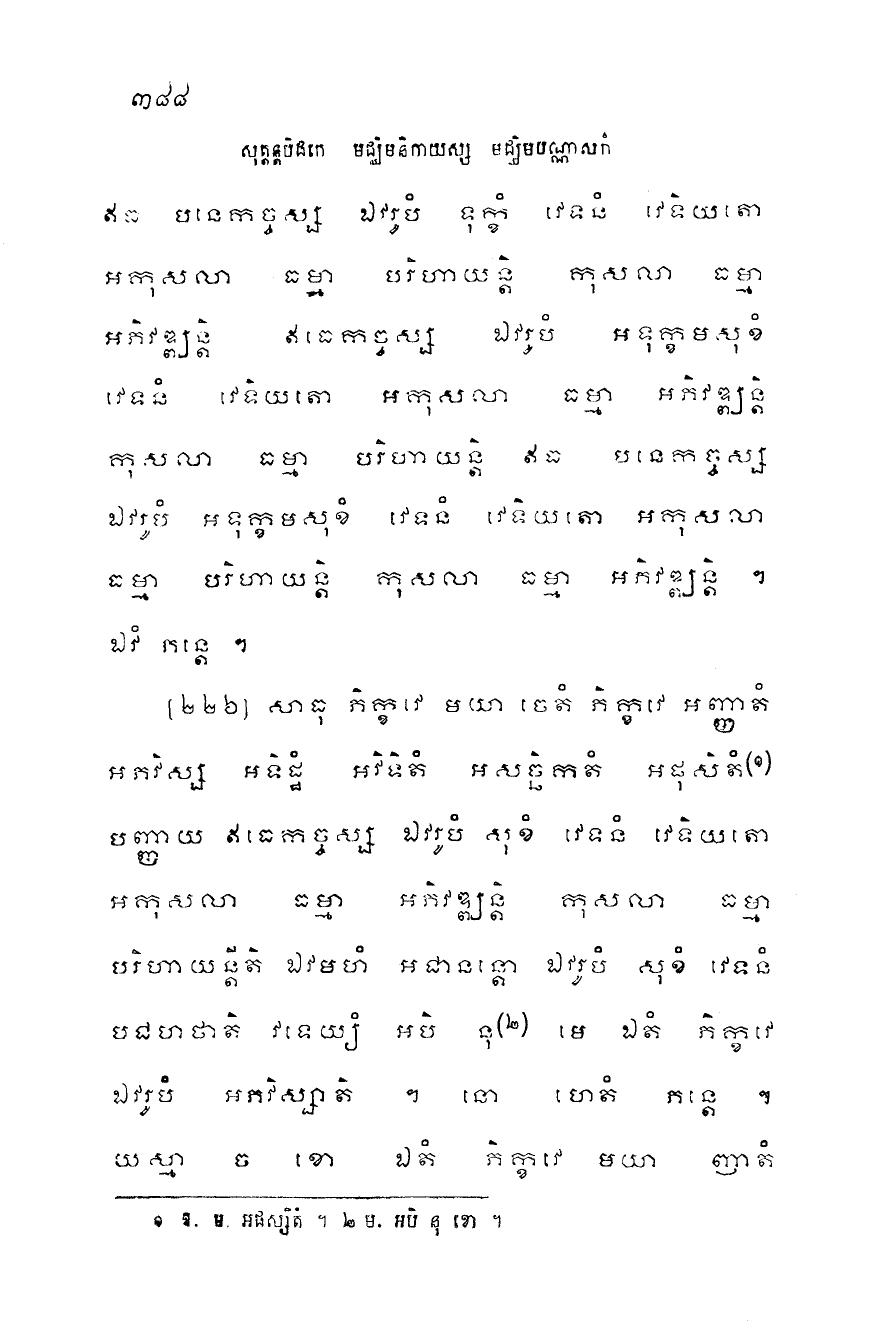 ៣៨៨
សុត្តន្តបិដកេ មជ្ឈិមនិកាយស្ស មជ្ឈិមបណ្ណាសកំ
ឥធ បនេកច្ចស្ស ឯវរូបំ ទុក្ខំ វេទនំ វេទិយតោ
អកុសលា ធម្មា បរិហាយន្តិ កុសលា ធម្មា
អភិវឌ្ឍន្តិ ឥធេកច្ចស្ស ឯវរូបំ អទុក្ខមសុខំ
វេទនំ វេទិយតោ អកុសលា ធម្មា អភិវឌ្ឍន្តិ
កុសលា ធម្មា បរិហាយន្តិ ឥធ បនេកច្ចស្ស
ឯវរូបំ អទុក្ខមសុខំ វេទនំ វេទិយតោ អកុសលា
ធម្មា បរិហាយន្តិ កុសលា ធម្មា អភិវឌ្ឍន្តិ ។
ឯវំ ភន្តេ ។
[២២៦] សាធុ ភិក្ខវេ មយា ចេតំ ភិក្ខវេ អញ្ញាតំ
អភវិស្ស អទិដ្ឋំ អវិទិតំ អសច្ឆិកតំ អផុសិតំ(១)
បញ្ញាយ ឥធេកច្ចស្ស ឯវរូបំ សុខំ វេទនំ វេទិយតោ
អកុសលា ធម្មា អភិវឌ្ឍន្តិ កុសលា ធម្មា
បរិហាយន្តីតិ ឯវមហំ អជានន្តោ ឯវរូបំ សុខំ វេទនំ
បជហថាតិ វទេយ្យំ អបិ នុ(២) មេ ឯតំ ភិក្ខវេ
ឯវរូបំ អភវិស្សាតិ ។ នោ ហេតំ ភន្តេ ។
យស្មា ច ខោ ឯតំ ភិក្ខវេ មយា ញាតំ
១ ឱ. ម. អផស្សិតំ ។ ២ ម. អបិ នុ ខោ ។